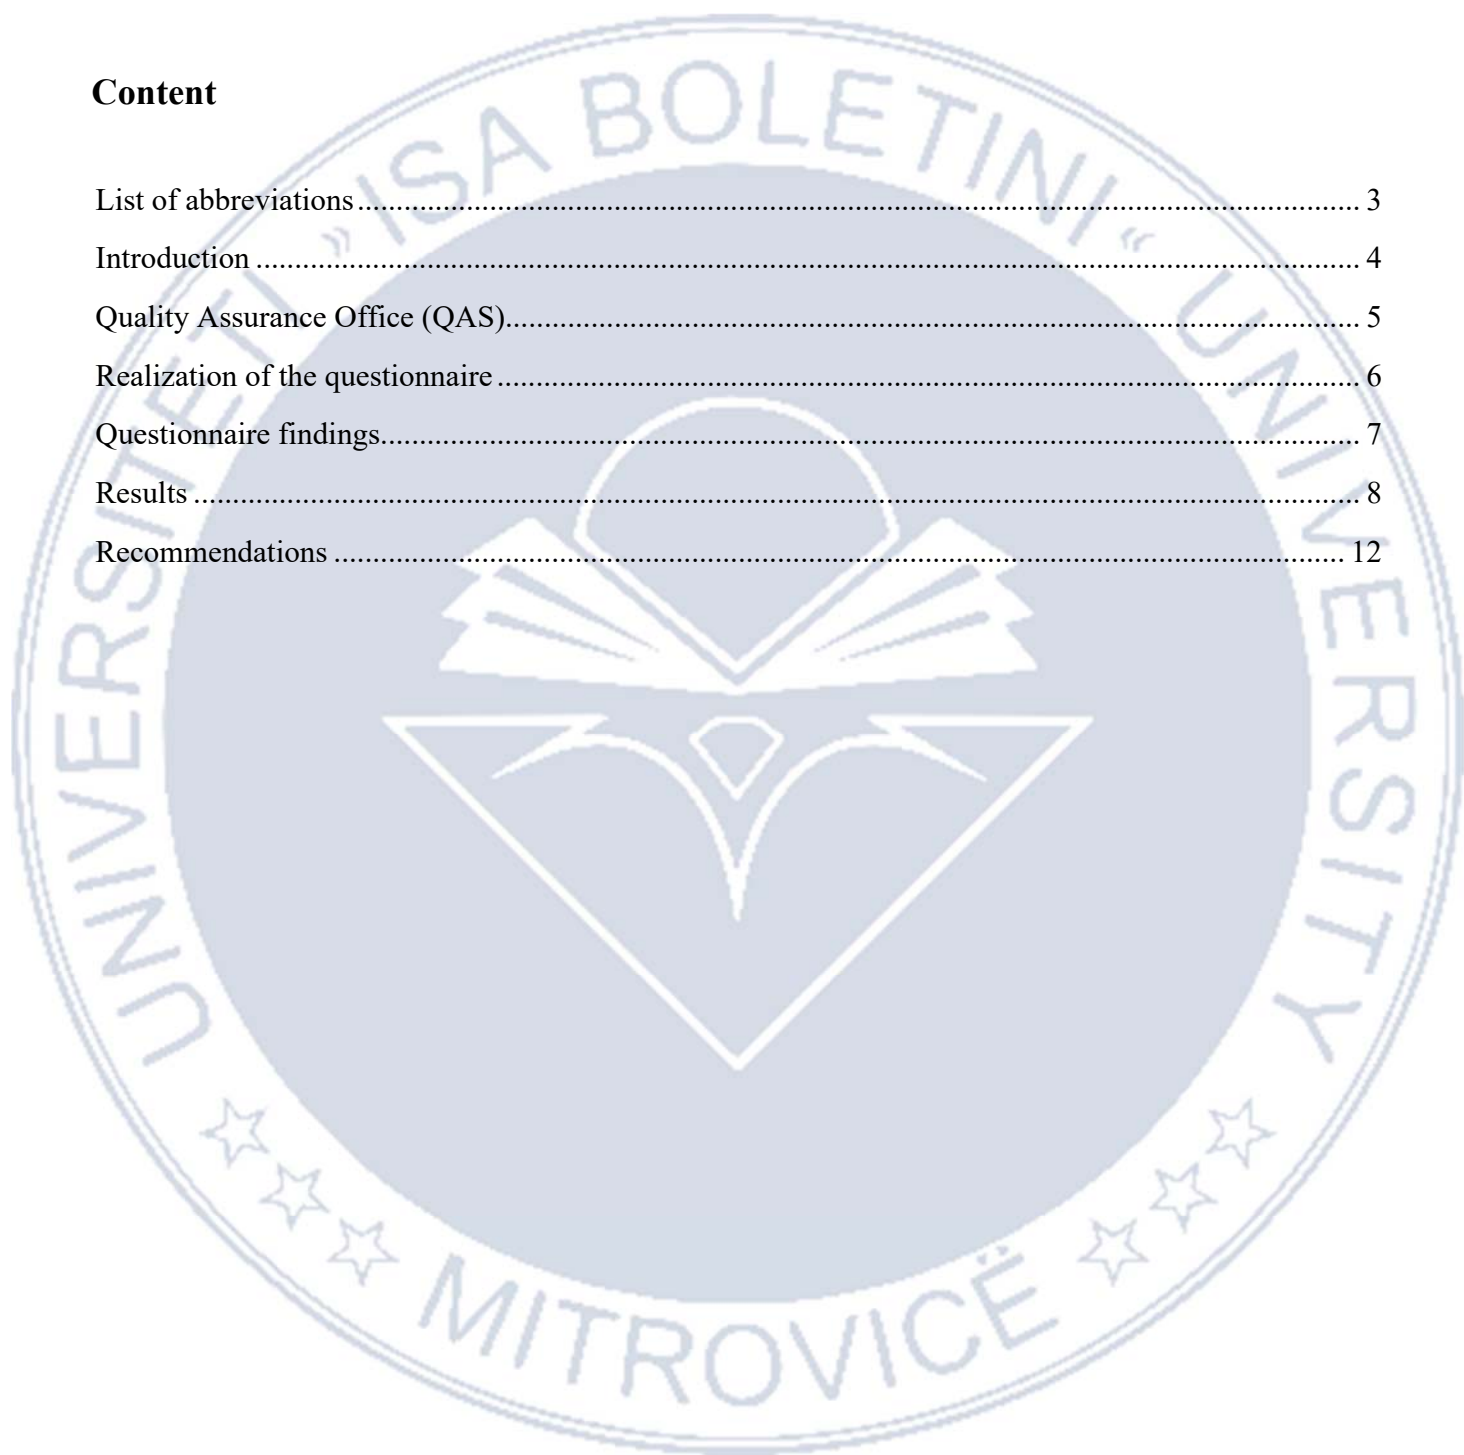 Content
List of abbreviations ........ 3
Introduction ........ 4
Quality Assurance Office (QAS) ........ 5
Realization of the questionnaire ........ 6
Questionnaire findings ........ 7
Results ........ 8
Recommendations ........ 12
UNIVERSITETI »ISA BOLETINI« UNIVERSITY
MITROVICË